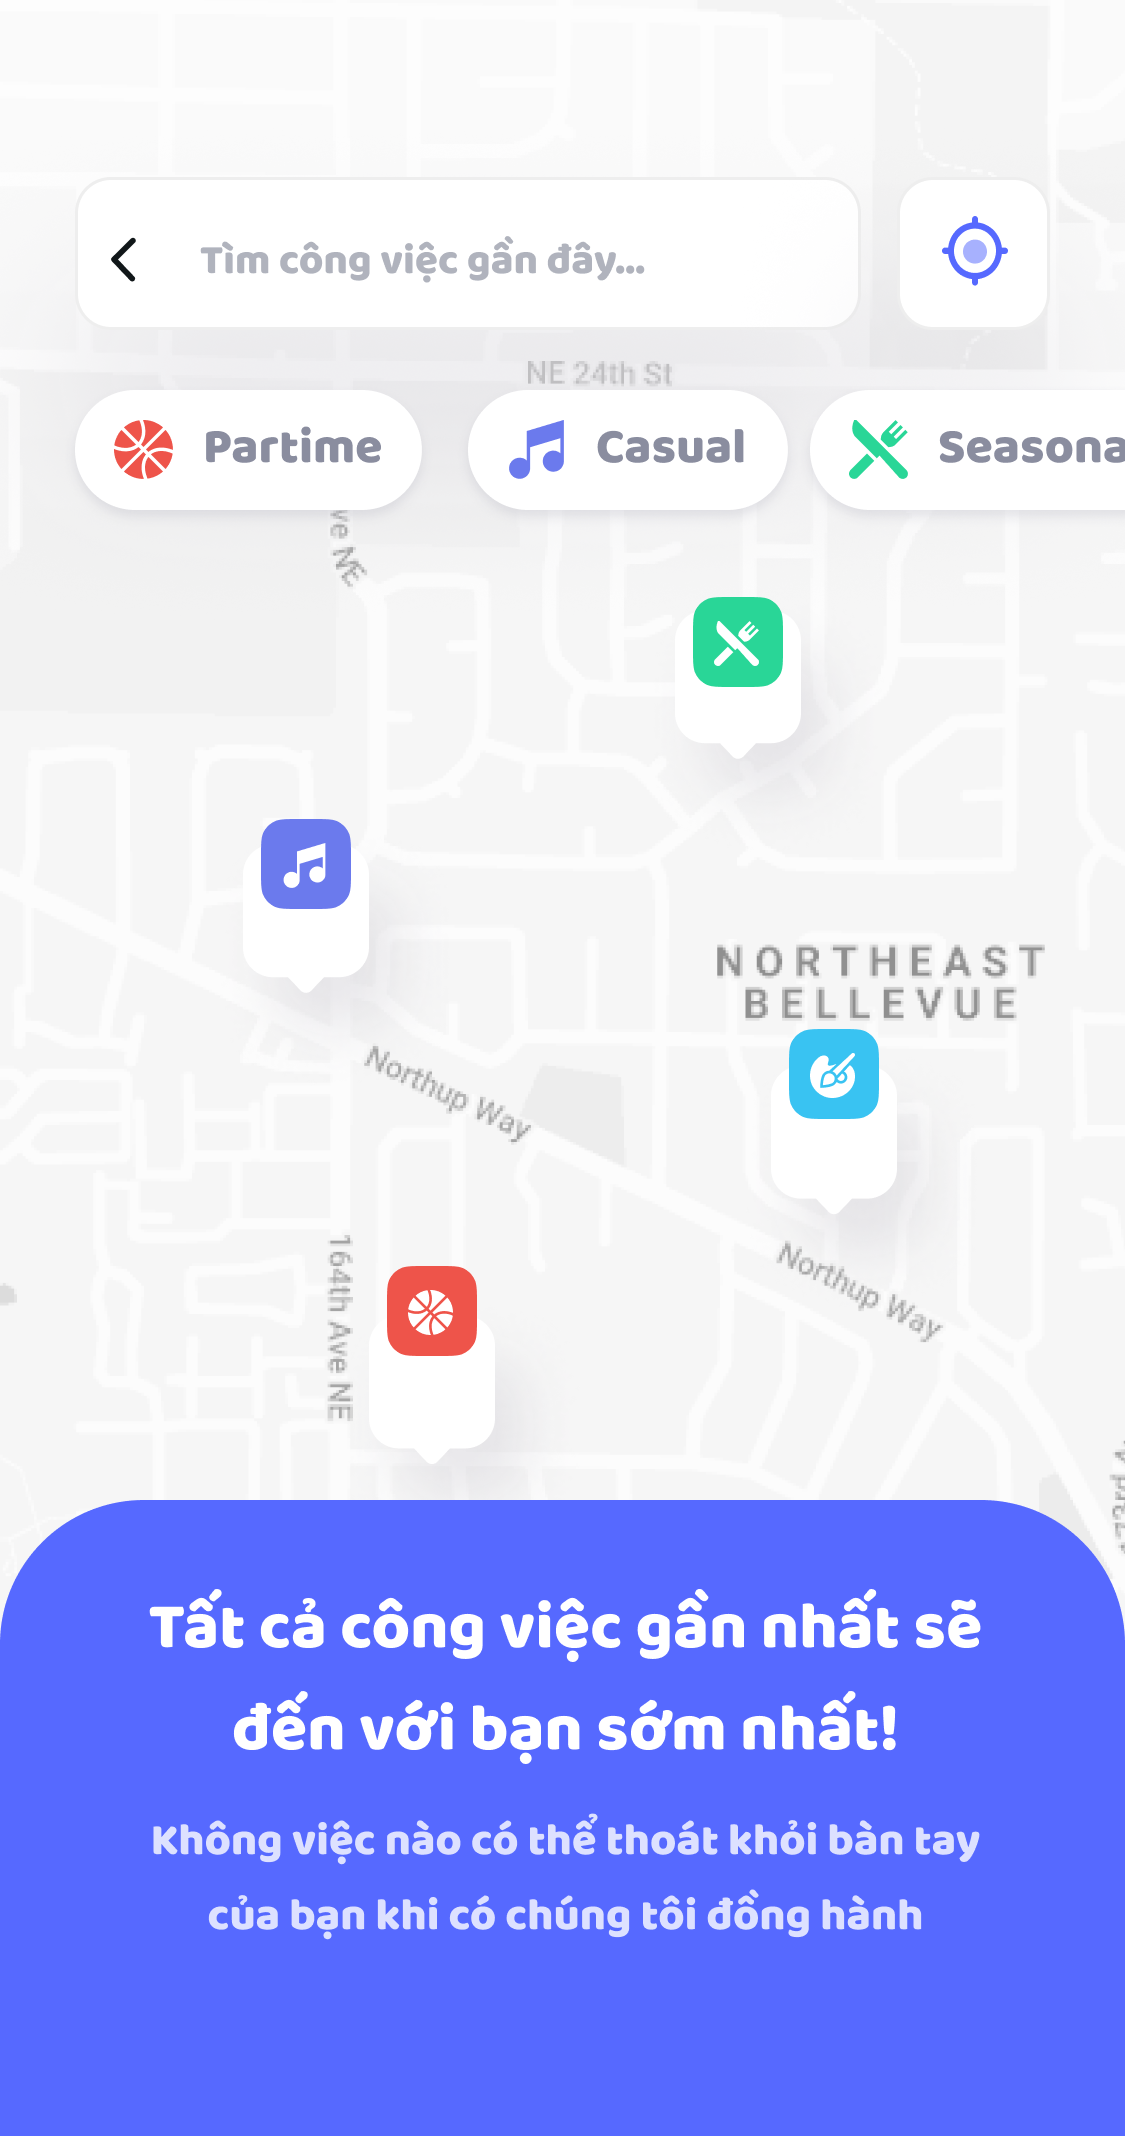 Tìm công việc gần đây...
NE 24th St
Partime
Casual
Seasona
ve NE
NORTHEAST
BELLEVUE
Northup Way
Northup Way
164th Ave NE
Tất cả công việc gần nhất sẽ
đến với bạn sớm nhất!
Không việc nào có thể thoát khỏi bàn tay
của bạn khi có chúng tôi đồng hành